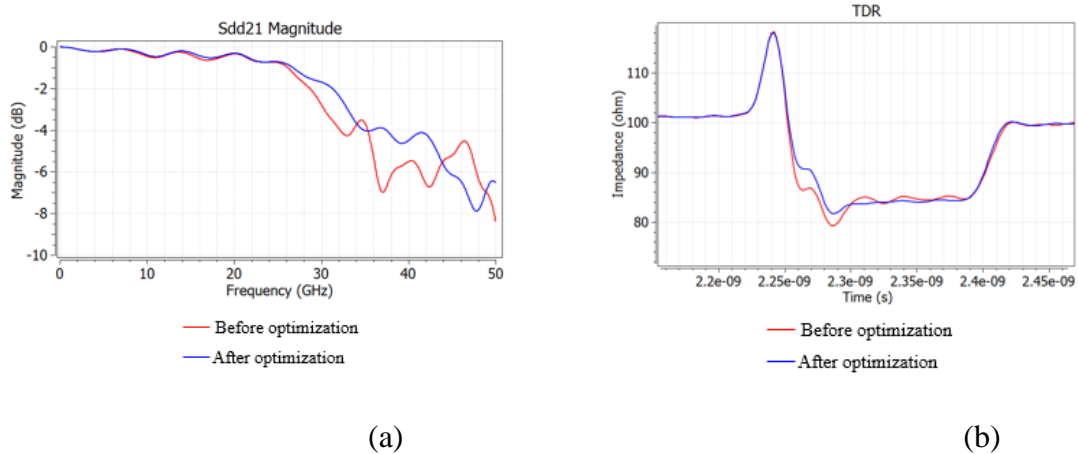 Sdd21 Magnitude
0
-2
-4
-6
-8
-10
Magnitude (dB)
0 10 20 30 40 50
Frequency (GHz)
Before optimization
After optimization
(a)
TDR
110
100
90
80
Impedance (ohm)
2.2e-09 2.25e-09 2.3e-09 2.35e-09 2.4e-09 2.45e-09
Time (s)
Before optimization
After optimization
(b)